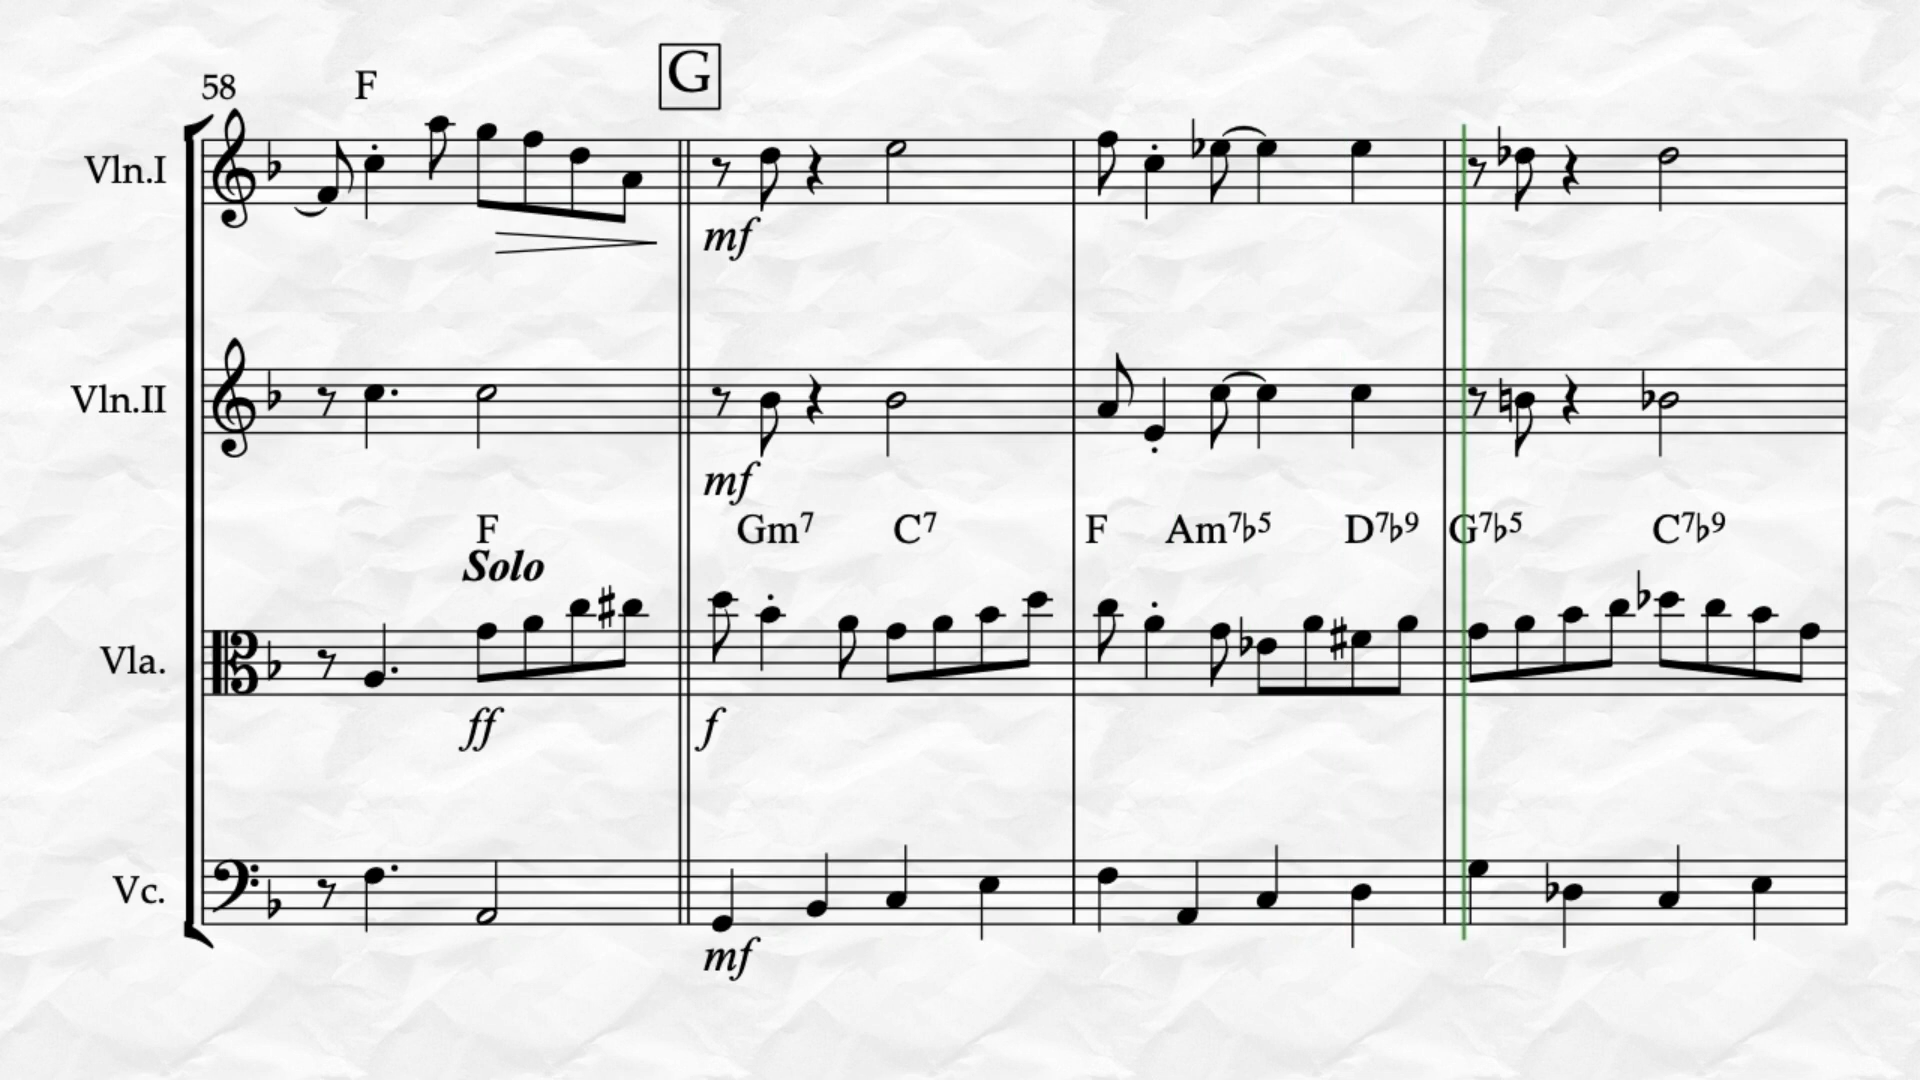 G
58 F
Vln.I
mf
Vln.II
mf
F Gm7 C7 F Am7♭5 D7♭9 G7♭5 C7♭9
Solo
Vla.
ff f
Vc.
mf